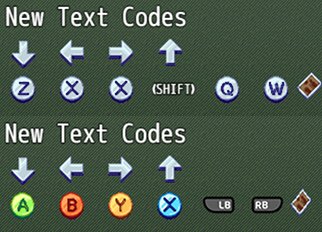 New Text Codes
Z X X (SHIFT) Q W
New Text Codes
A B Y X LB RB